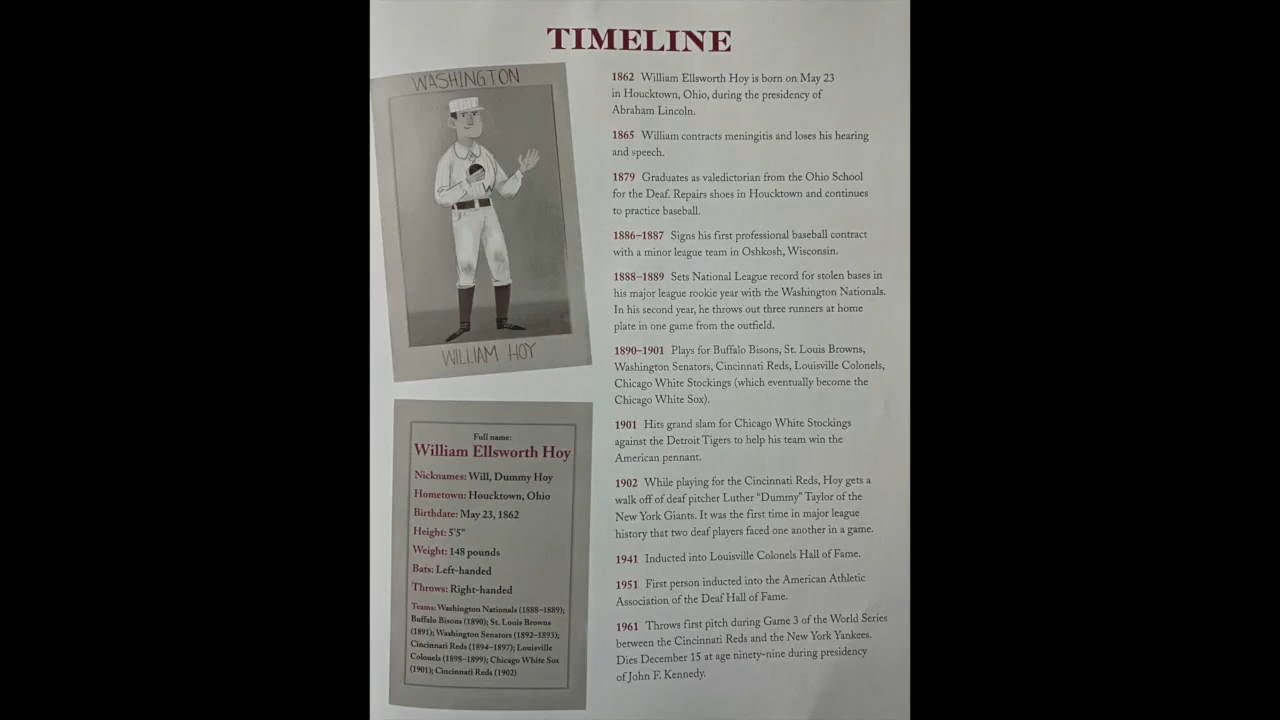 TIMELINE
WASHINGTON
WILLIAM HOY
Full name:
William Ellsworth Hoy
Nicknames: Will, Dummy Hoy
Hometown: Houcktown, Ohio
Birthdate: May 23, 1862
Height: 5'5"
Weight: 148 pounds
Bats: Left-handed
Throws: Right-handed
Teams: Washington Nationals (1888–1889);
Buffalo Bisons (1890); St. Louis Browns
(1891); Washington Senators (1892–1893);
Cincinnati Reds (1894–1897); Louisville
Colonels (1898–1899); Chicago White Sox
(1901); Cincinnati Reds (1902)
1862 William Ellsworth Hoy is born on May 23
in Houcktown, Ohio, during the presidency of
Abraham Lincoln.
1865 William contracts meningitis and loses his hearing
and speech.
1879 Graduates as valedictorian from the Ohio School
for the Deaf. Repairs shoes in Houcktown and continues
to practice baseball.
1886–1887 Signs his first professional baseball contract
with a minor league team in Oshkosh, Wisconsin.
1888–1889 Sets National League record for stolen bases in
his major league rookie year with the Washington Nationals.
In his second year, he throws out three runners at home
plate in one game from the outfield.
1890–1901 Plays for Buffalo Bisons, St. Louis Browns,
Washington Senators, Cincinnati Reds, Louisville Colonels,
Chicago White Stockings (which eventually become the
Chicago White Sox).
1901 Hits grand slam for Chicago White Stockings
against the Detroit Tigers to help his team win the
American pennant.
1902 While playing for the Cincinnati Reds, Hoy gets a
walk off of deaf pitcher Luther “Dummy” Taylor of the
New York Giants. It was the first time in major league
history that two deaf players faced one another in a game.
1941 Inducted into Louisville Colonels Hall of Fame.
1951 First person inducted into the American Athletic
Association of the Deaf Hall of Fame.
1961 Throws first pitch during Game 3 of the World Series
between the Cincinnati Reds and the New York Yankees.
Dies December 15 at age ninety-nine during presidency
of John F. Kennedy.